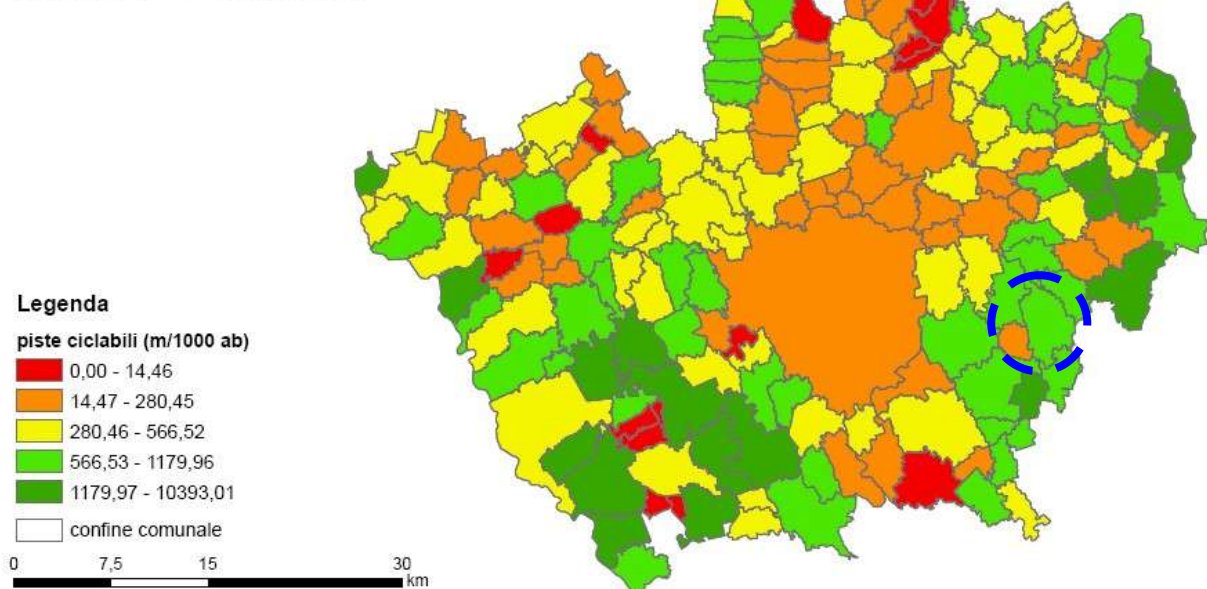 Legenda
piste ciclabili (m/1000 ab)
0,00 - 14,46
14,47 - 280,45
280,46 - 566,52
566,53 - 1179,96
1179,97 - 10393,01
confine comunale
0 7,5 15 30
km